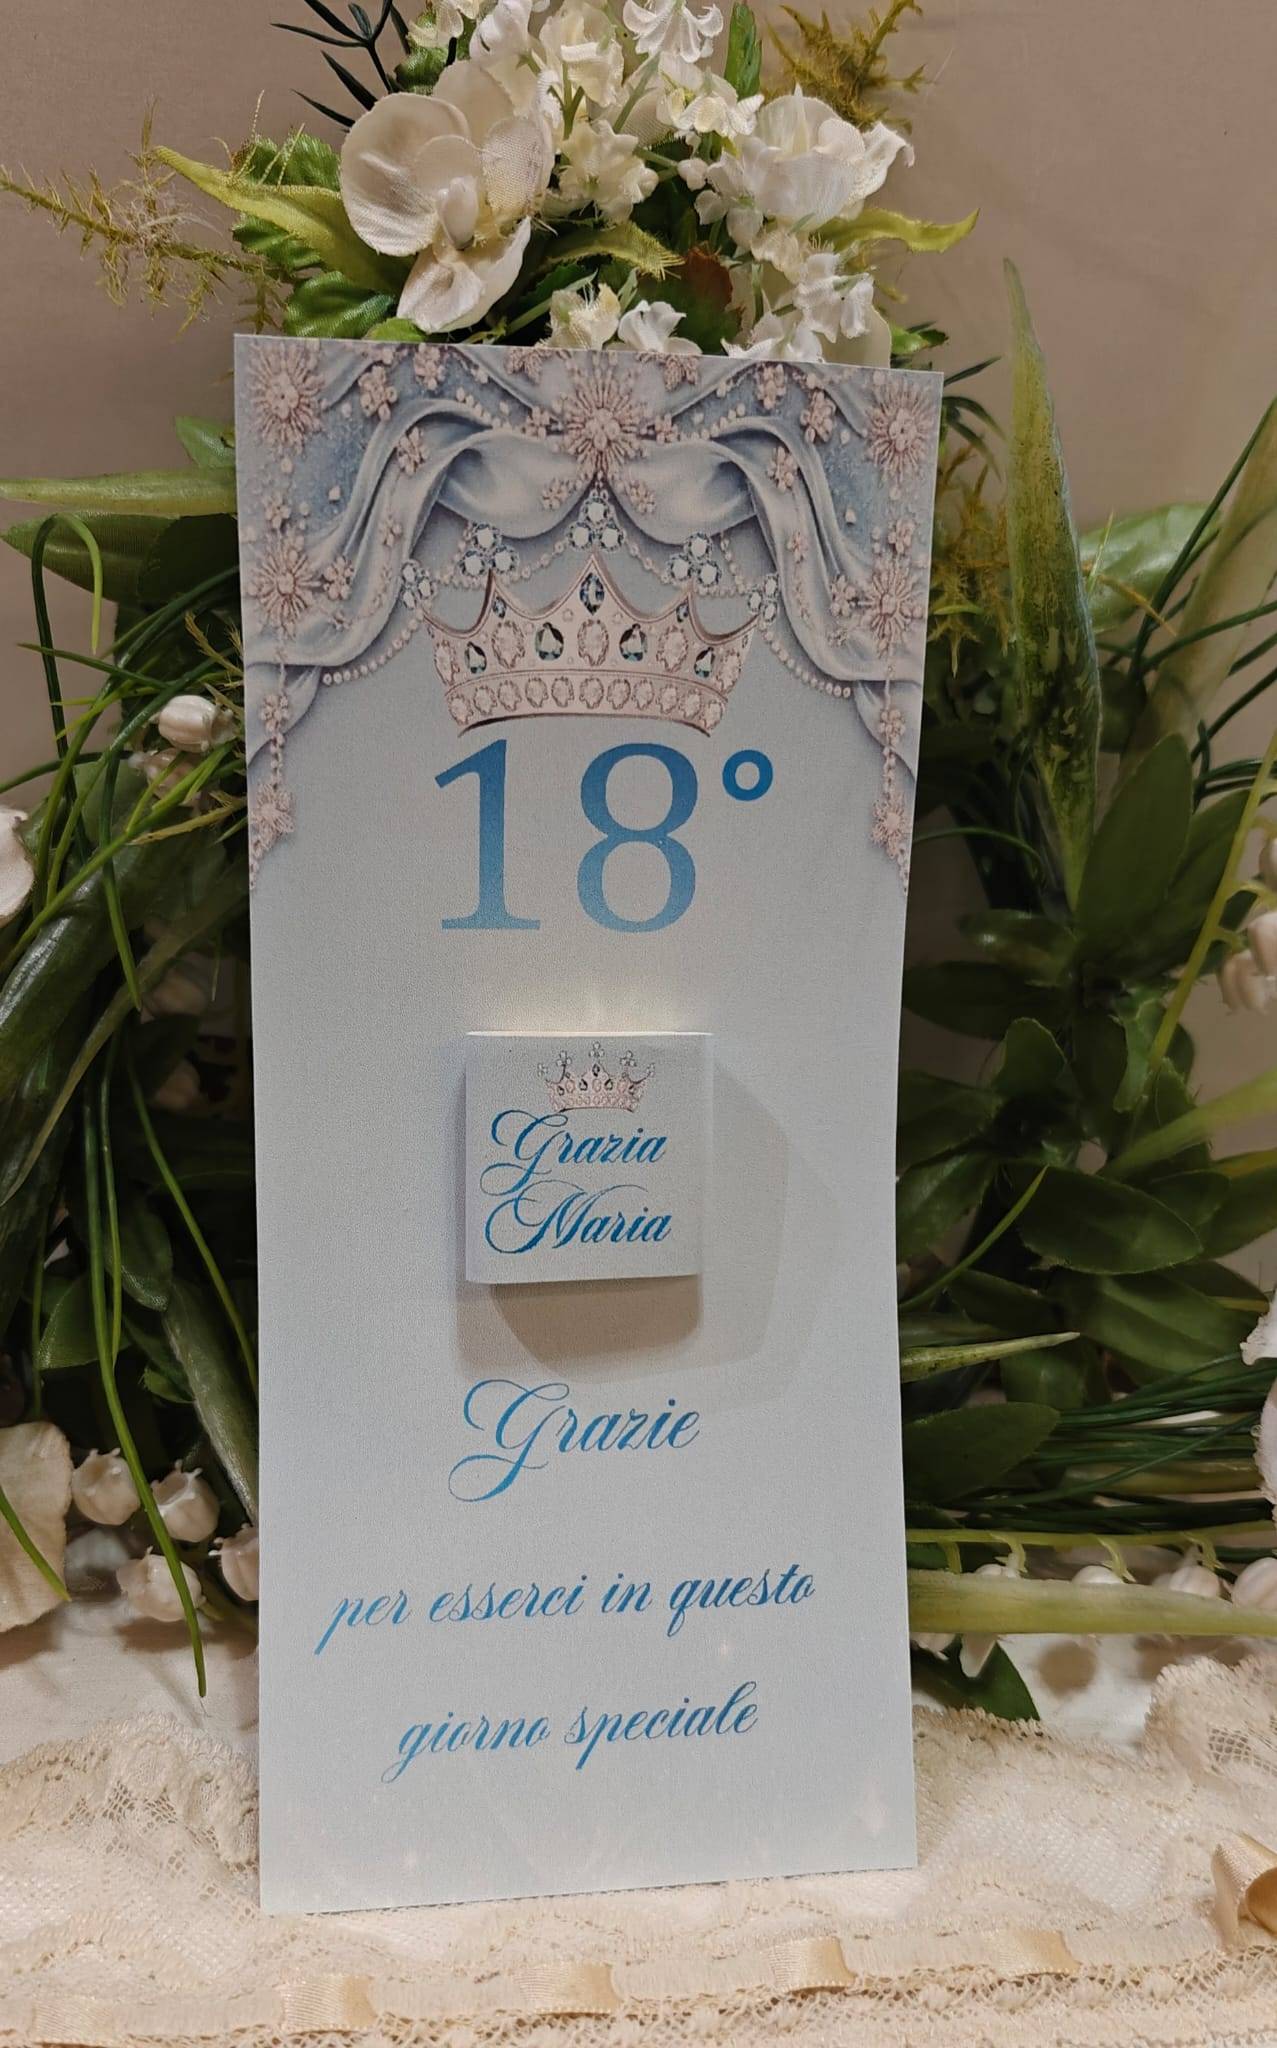 18°
Grazia
Maria
Grazie
per esserci in questo
giorno speciale